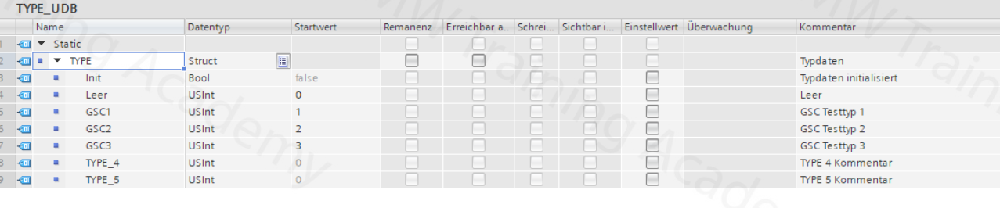 TYPE_UDB
Name Datentyp Startwert Remanenz Erreichbar a.. Schrei... Sichtbar i... Einstellwert Überwachung Kommentar
1 Static
2 TYPE Struct Typdaten
3 Init Bool false Typdaten initialisiert
4 Leer USInt 0 Leer
5 GSC1 USInt 1 GSC Testtyp 1
6 GSC2 USInt 2 GSC Testtyp 2
7 GSC3 USInt 3 GSC Testtyp 3
8 TYPE_4 USInt 0 TYPE 4 Kommentar
9 TYPE_5 USInt 0 TYPE 5 Kommentar